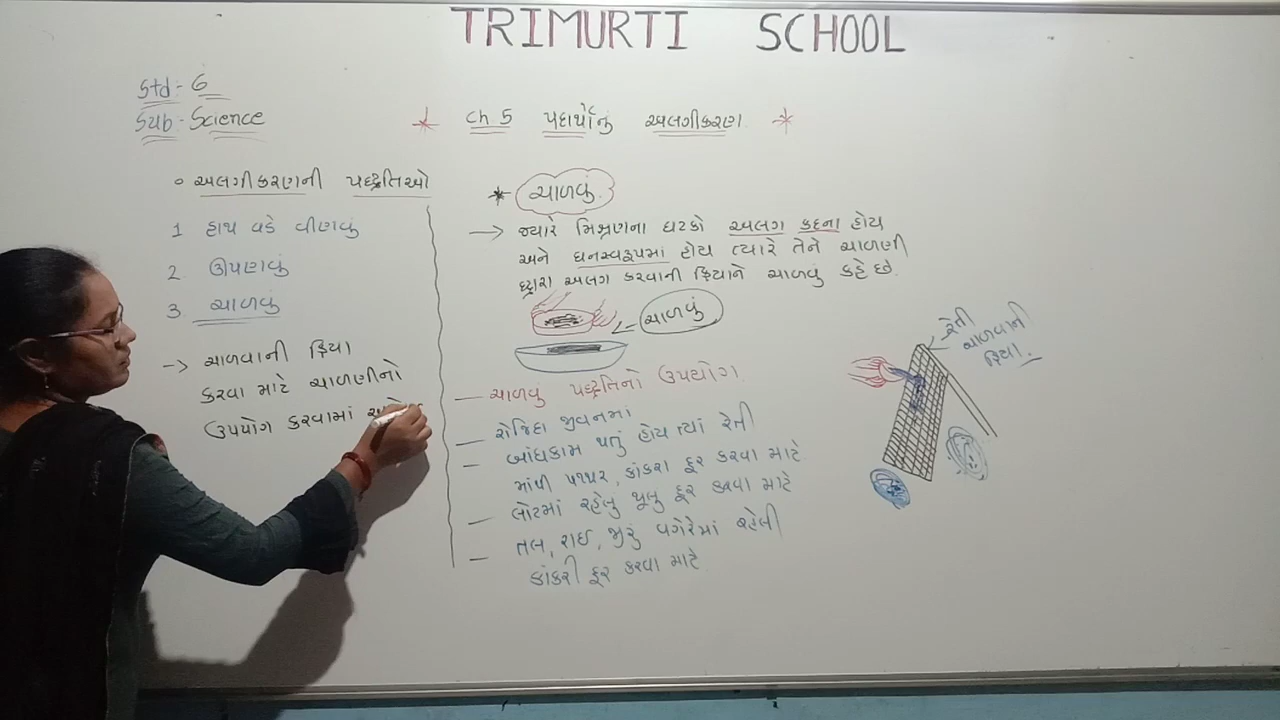 TRIMURTI SCHOOL
Std - 6
Sub - Science
Ch 5 પદાર્થોનું અલગીકરણ
અલગીકરણની પદ્ધતિઓ
1 હાથ વડે વીણવું
2. ઊપણવું
3 ચાળવું
→ ચાળવાની ક્રિયા
કરવા માટે ચાળણીનો
ઉપયોગ કરવામાં
* ચાળવું.
→ જ્યારે મિશ્રણના ઘટકો અલગ કદના હોય
અને ઘનસ્વરૂપમાં હોય ત્યારે તેને ચાળણી
દ્વારા અલગ કરવાની ક્રિયાને ચાળવું કહે છે.
ચાળવું
— ચાળવું પદ્ધતિનો ઉપયોગ.
— રોજિંદા જીવનમાં
— બાંધકામ થતું હોય ત્યાં રેતી
માંથી પથ્થર, કાંકરા દૂર કરવા માટે
— લોટમાં રહેલુ થૂલુ દૂર કરવા માટે
— તલ, રાઈ, જીરું વગેરેમાં રહેલી
કાંકરી દૂર કરવા માટે.
રેતી
ચાળવાની
ક્રિયા.